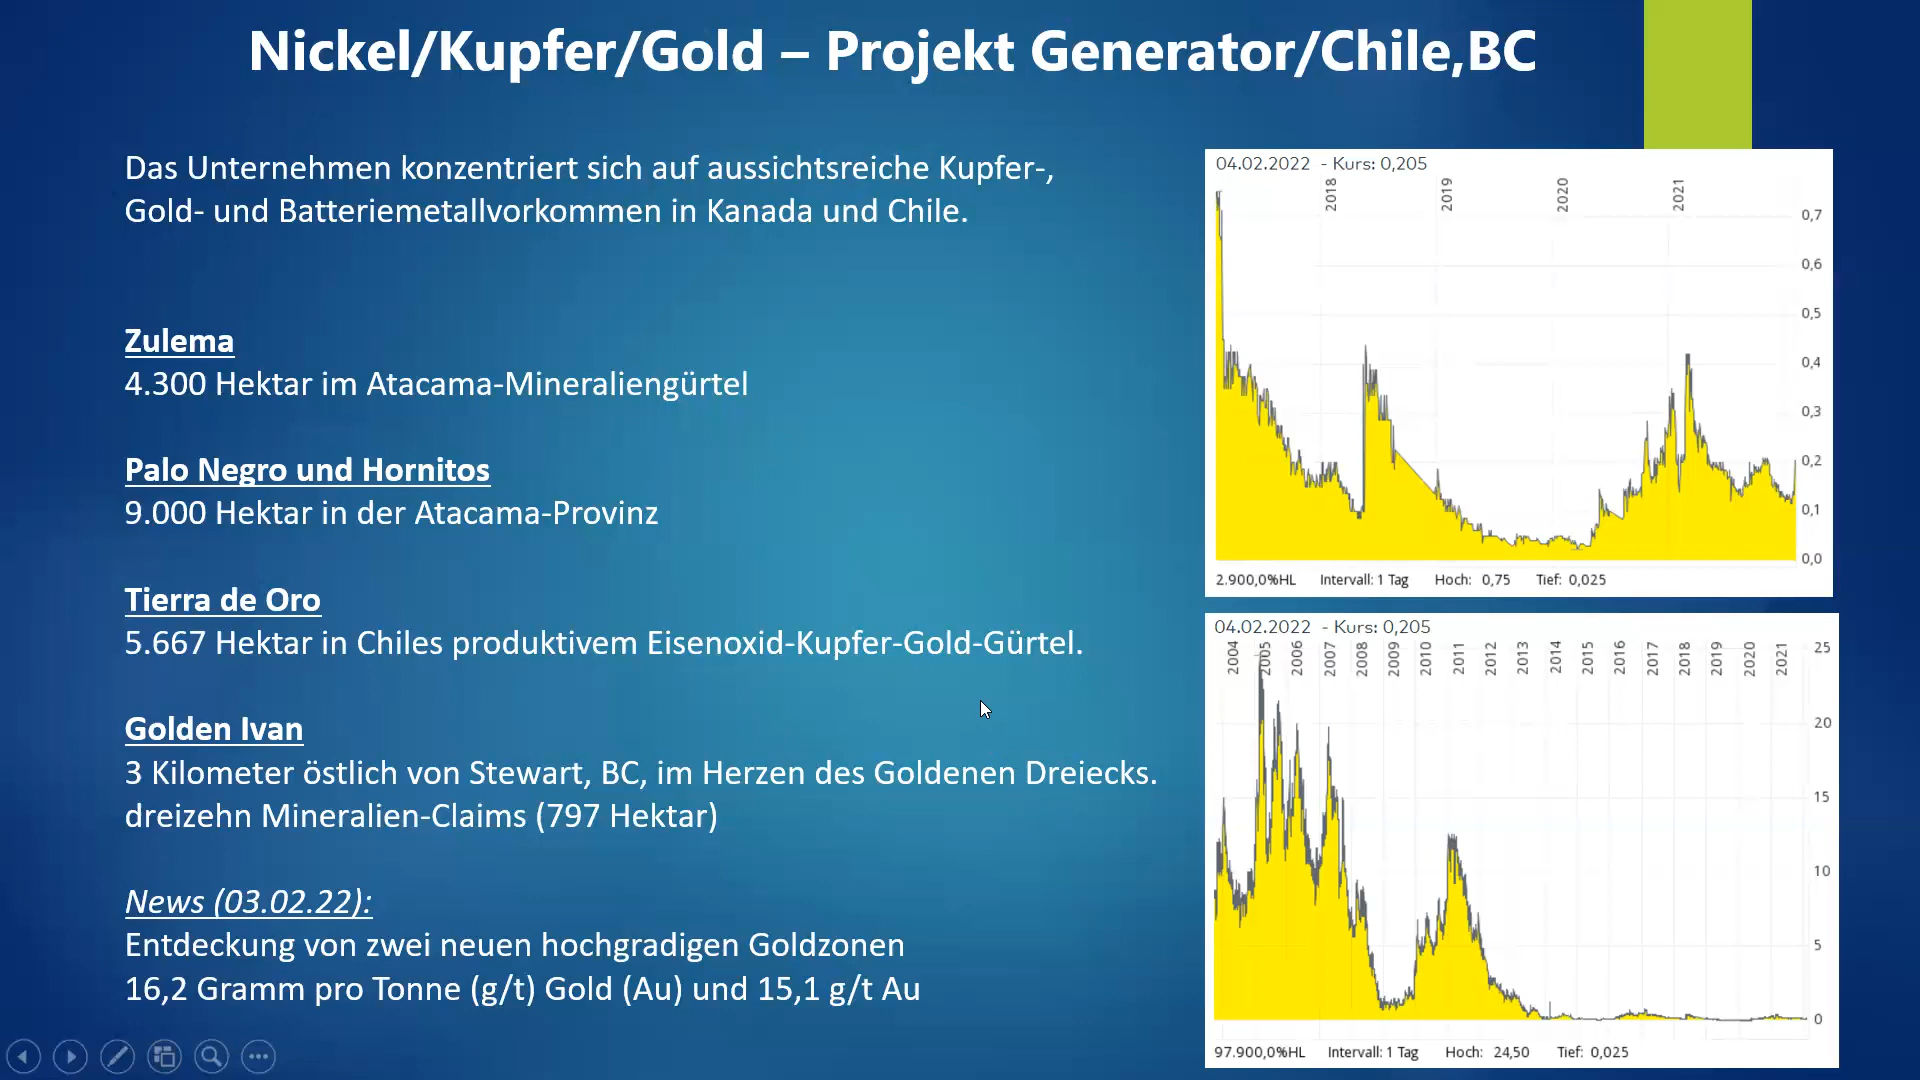 Nickel/Kupfer/Gold – Projekt Generator/Chile,BC
Das Unternehmen konzentriert sich auf aussichtsreiche Kupfer-,
Gold- und Batteriemetallvorkommen in Kanada und Chile.
Zulema
4.300 Hektar im Atacama-Mineraliengürtel
Palo Negro und Hornitos
9.000 Hektar in der Atacama-Provinz
Tierra de Oro
5.667 Hektar in Chiles produktivem Eisenoxid-Kupfer-Gold-Gürtel.
Golden Ivan
3 Kilometer östlich von Stewart, BC, im Herzen des Goldenen Dreiecks.
dreizehn Mineralien-Claims (797 Hektar)
News (03.02.22):
Entdeckung von zwei neuen hochgradigen Goldzonen
16,2 Gramm pro Tonne (g/t) Gold (Au) und 15,1 g/t Au
04.02.2022 - Kurs: 0,205
2018 2019 2020 2021
0,7
0,6
0,5
0,4
0,3
0,2
0,1
0,0
2.900,0%HL Intervall: 1 Tag Hoch: 0,75 Tief: 0,025
04.02.2022 - Kurs: 0,205
2004 2005 2006 2007 2008 2009 2010 2011 2012 2013 2014 2015 2016 2017 2018 2019 2020 2021
25
20
15
10
5
0
97.900,0%HL Intervall: 1 Tag Hoch: 24,50 Tief: 0,025